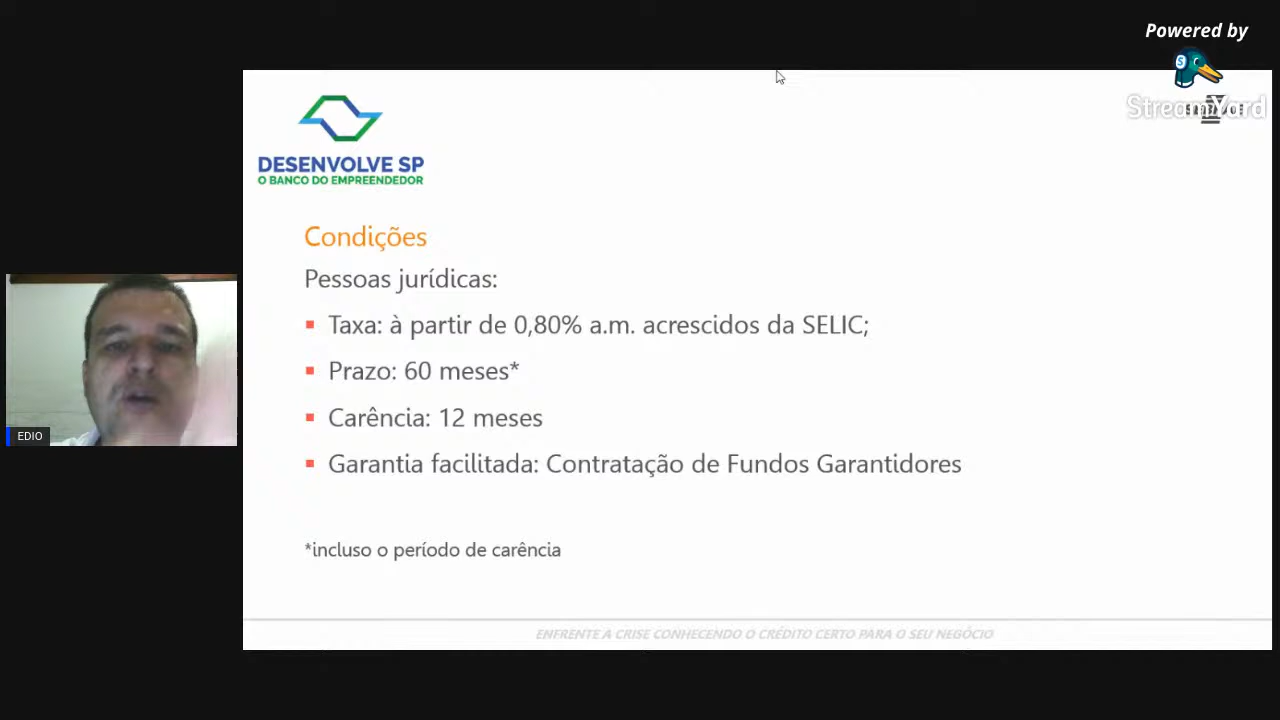 Powered by
StreamYard
DESENVOLVE SP
O BANCO DO EMPREENDEDOR
Condições
Pessoas jurídicas:
Taxa: à partir de 0,80% a.m. acrescidos da SELIC;
Prazo: 60 meses*
Carência: 12 meses
Garantia facilitada: Contratação de Fundos Garantidores
*incluso o período de carência
EDIO
ENFRENTE A CRISE CONHECENDO O CRÉDITO CERTO PARA O SEU NEGÓCIO